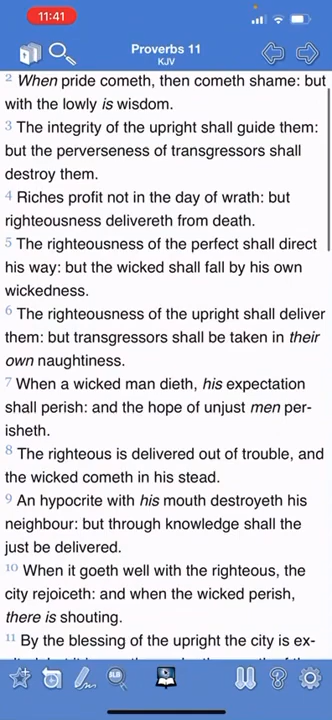 11:41
Proverbs 11
KJV
2 When pride cometh, then cometh shame: but
with the lowly is wisdom.
3 The integrity of the upright shall guide them:
but the perverseness of transgressors shall
destroy them.
4 Riches profit not in the day of wrath: but
righteousness delivereth from death.
5 The righteousness of the perfect shall direct
his way: but the wicked shall fall by his own
wickedness.
6 The righteousness of the upright shall deliver
them: but transgressors shall be taken in their
own naughtiness.
7 When a wicked man dieth, his expectation
shall perish: and the hope of unjust men per-
isheth.
8 The righteous is delivered out of trouble, and
the wicked cometh in his stead.
9 An hypocrite with his mouth destroyeth his
neighbour: but through knowledge shall the
just be delivered.
10 When it goeth well with the righteous, the
city rejoiceth: and when the wicked perish,
there is shouting.
11 By the blessing of the upright the city is ex-
BLB